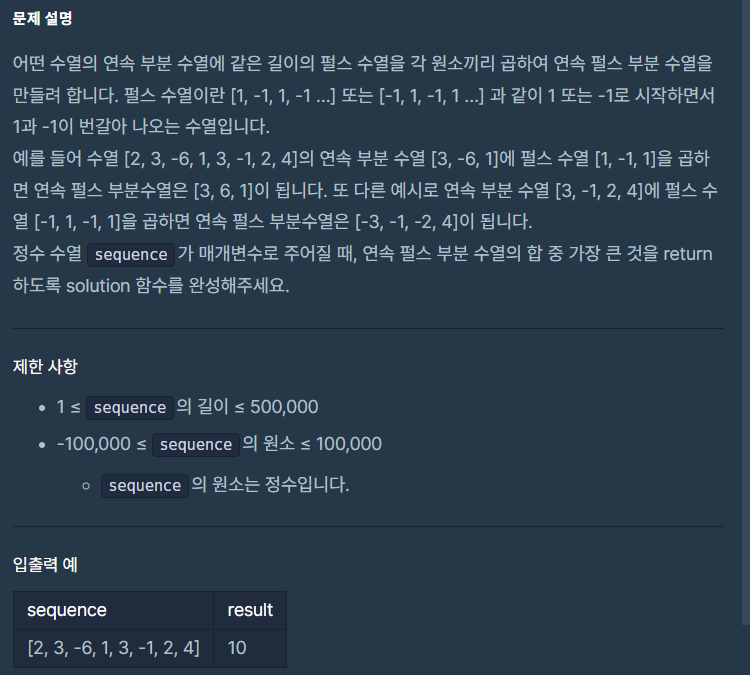 문제 설명
어떤 수열의 연속 부분 수열에 같은 길이의 펄스 수열을 각 원소끼리 곱하여 연속 펄스 부분 수열을
만들려 합니다. 펄스 수열이란 [1, -1, 1, -1 ...] 또는 [-1, 1, -1, 1 ...] 과 같이 1 또는 -1로 시작하면서
1과 -1이 번갈아 나오는 수열입니다.
예를 들어 수열 [2, 3, -6, 1, 3, -1, 2, 4]의 연속 부분 수열 [3, -6, 1]에 펄스 수열 [1, -1, 1]을 곱하
면 연속 펄스 부분수열은 [3, 6, 1]이 됩니다. 또 다른 예시로 연속 부분 수열 [3, -1, 2, 4]에 펄스 수
열 [-1, 1, -1, 1]을 곱하면 연속 펄스 부분수열은 [-3, -1, -2, 4]이 됩니다.
정수 수열 sequence 가 매개변수로 주어질 때, 연속 펄스 부분 수열의 합 중 가장 큰 것을 return
하도록 solution 함수를 완성해주세요.
제한 사항
• 1 ≤ sequence 의 길이 ≤ 500,000
• -100,000 ≤ sequence 의 원소 ≤ 100,000
○ sequence 의 원소는 정수입니다.
입출력 예
sequence result
[2, 3, -6, 1, 3, -1, 2, 4] 10